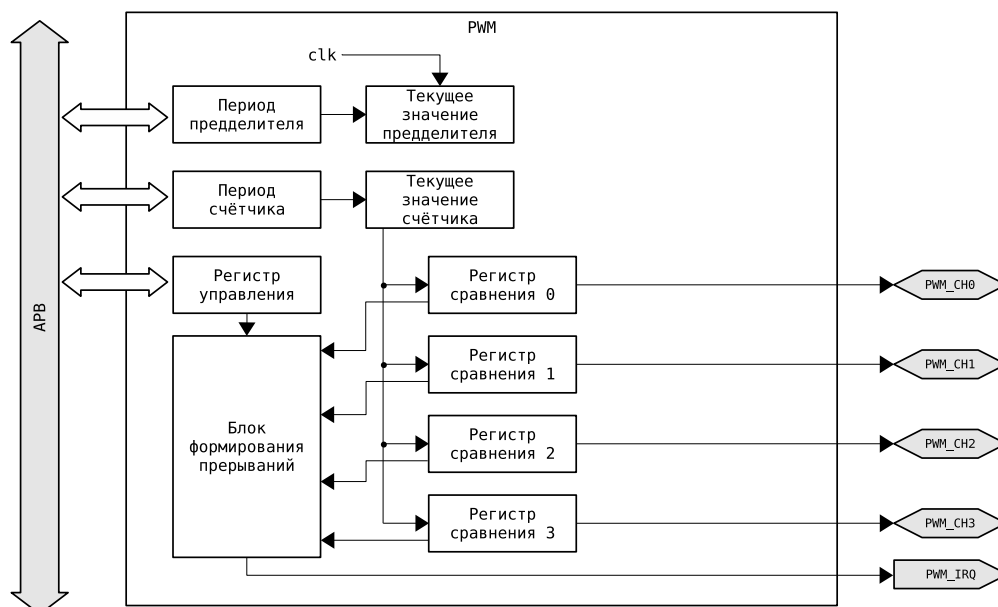 PWM
clk
Период
предделителя
Текущее
значение
предделителя
Период
счётчика
Текущее
значение
счётчика
Регистр
управления
Регистр
сравнения 0
PWM_CH0
APB
Регистр
сравнения 1
PWM_CH1
Блок
формирования
прерываний
Регистр
сравнения 2
PWM_CH2
Регистр
сравнения 3
PWM_CH3
PWM_IRQ